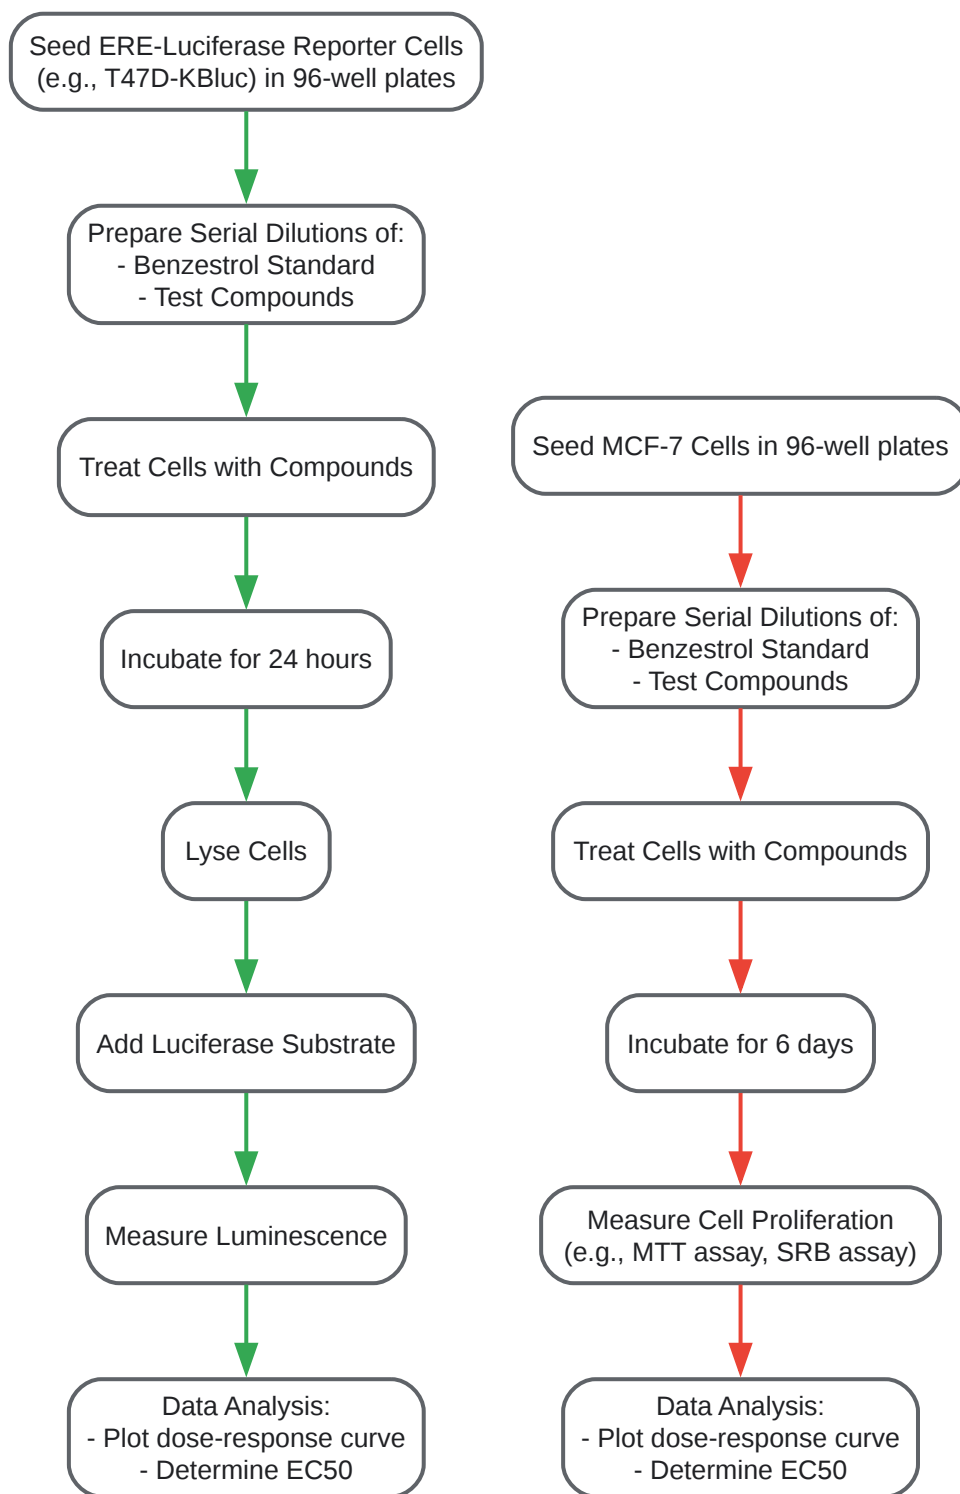 Seed ERE-Luciferase Reporter Cells
(e.g., T47D-KBluc) in 96-well plates
Prepare Serial Dilutions of:
- Benzestrol Standard
- Test Compounds
Treat Cells with Compounds
Incubate for 24 hours
Lyse Cells
Add Luciferase Substrate
Measure Luminescence
Data Analysis:
- Plot dose-response curve
- Determine EC50
Seed MCF-7 Cells in 96-well plates
Prepare Serial Dilutions of:
- Benzestrol Standard
- Test Compounds
Treat Cells with Compounds
Incubate for 6 days
Measure Cell Proliferation
(e.g., MTT assay, SRB assay)
Data Analysis:
- Plot dose-response curve
- Determine EC50